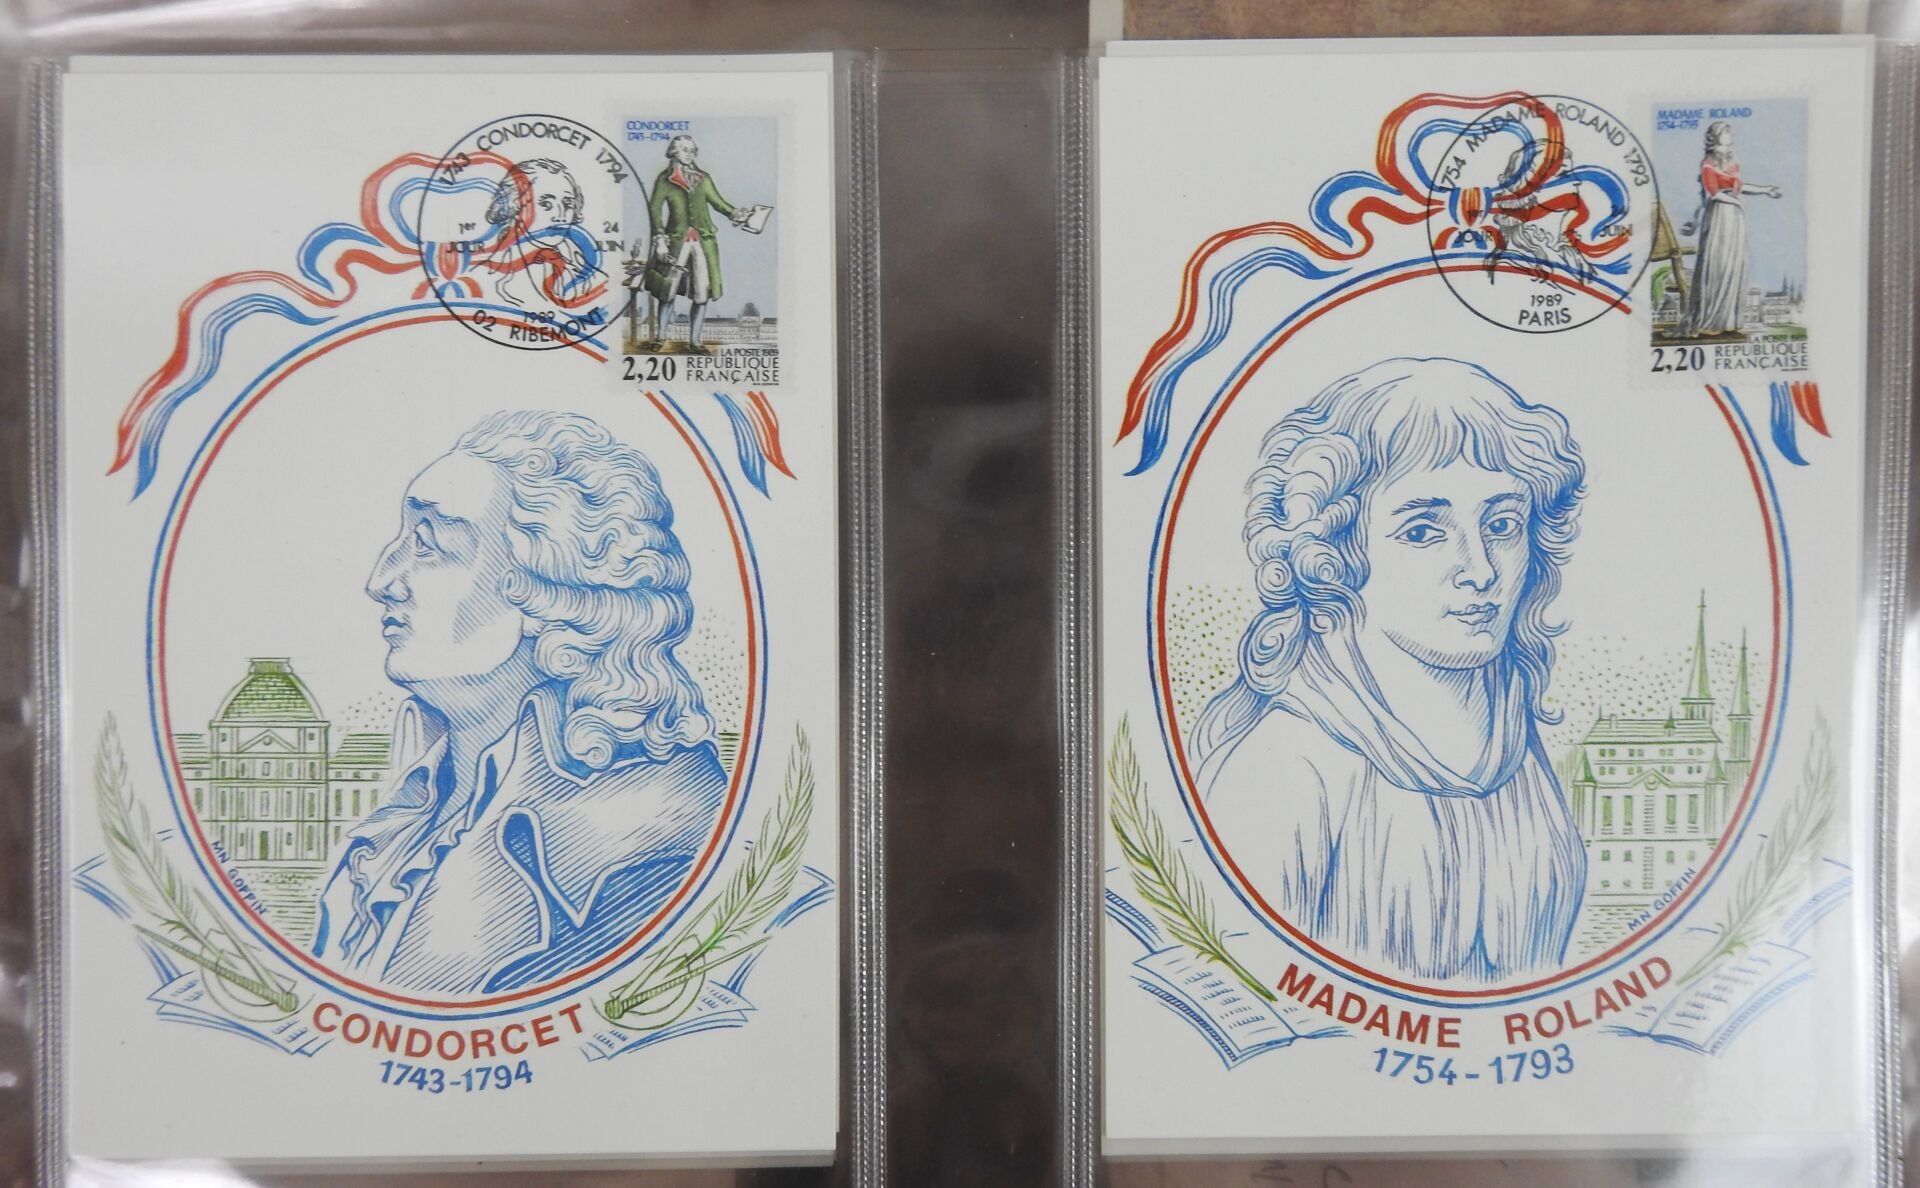 1743 CONDORCET 1794
1er
JOUR
24
JUIN
1989
02 RIBEMONT
CONDORCET
1743-1794
LA POSTE 1989
2,20 REPUBLIQUE
FRANÇAISE
MN GOFFIN
CONDORCET
1743-1794
1754 MADAME ROLAND 1793
1er
JOUR
24
JUIN
1989
PARIS
MADAME ROLAND
1754-1793
LA POSTE 1989
2,20 REPUBLIQUE
FRANÇAISE
MN GOFFIN
MADAME ROLAND
1754-1793